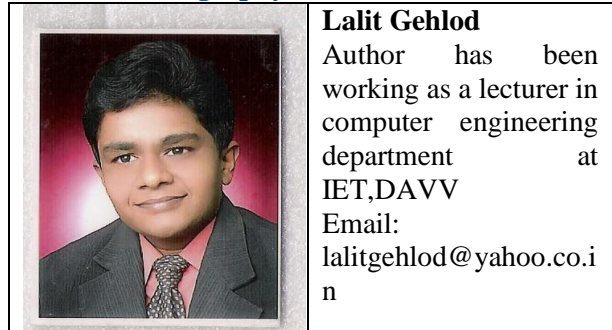 Lalit Gehlod
Author has been
working as a lecturer in
computer engineering
department at
IET,DAVV
Email:
lalitgehlod@yahoo.co.i
n